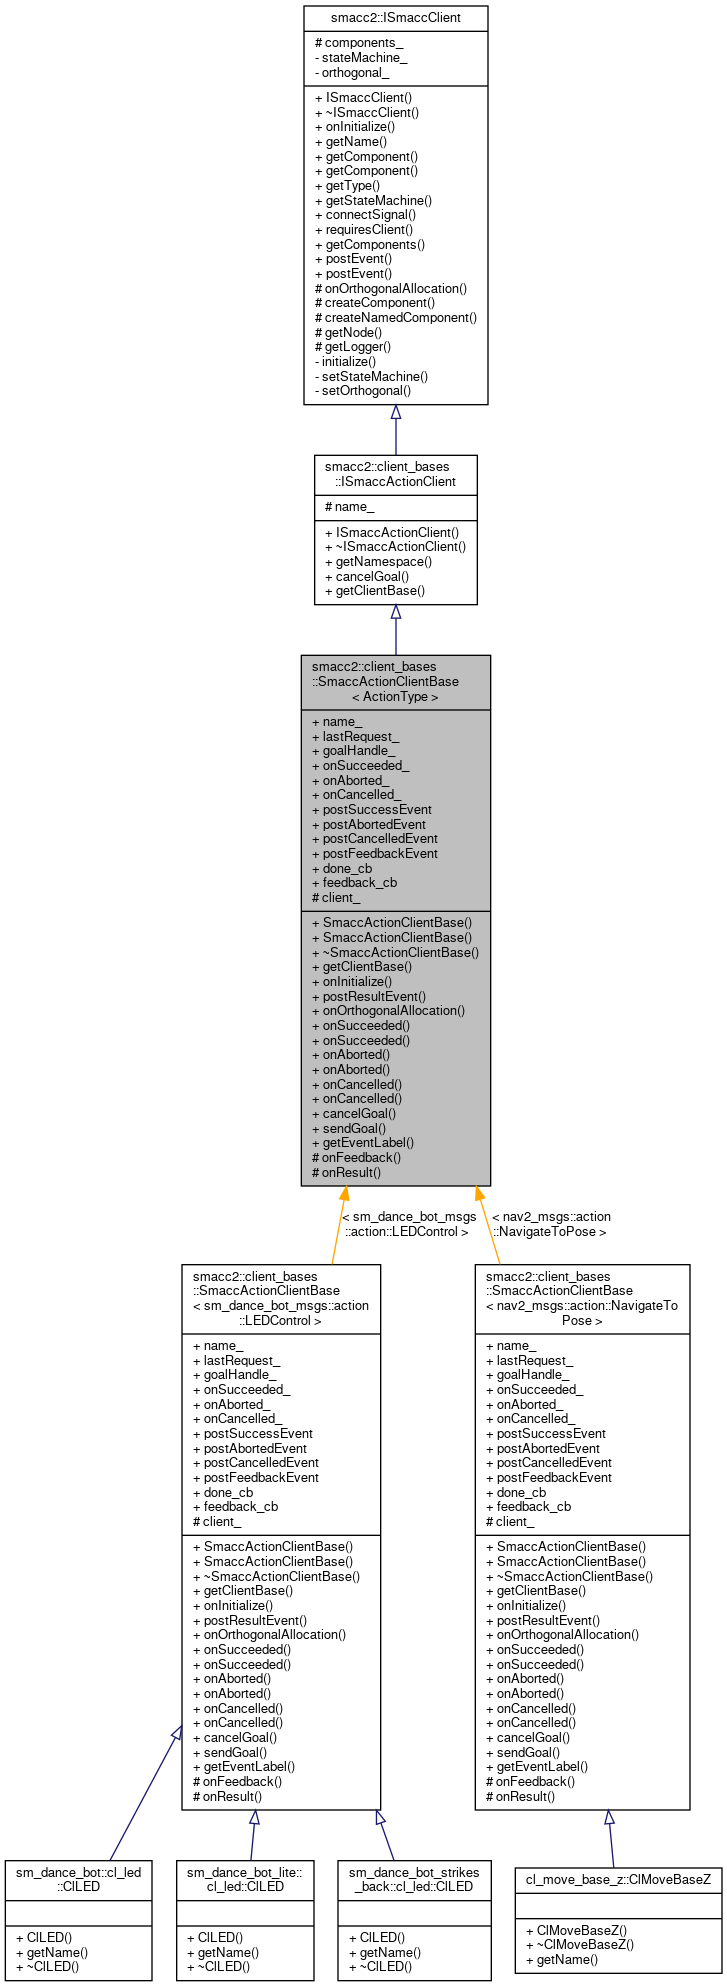 smacc2::ISmaccClient
# components_
- stateMachine_
- orthogonal_
+ ISmaccClient()
+ ~ISmaccClient()
+ onInitialize()
+ getName()
+ getComponent()
+ getComponent()
+ getType()
+ getStateMachine()
+ connectSignal()
+ requiresClient()
+ getComponents()
+ postEvent()
+ postEvent()
# onOrthogonalAllocation()
# createComponent()
# createNamedComponent()
# getNode()
# getLogger()
- initialize()
- setStateMachine()
- setOrthogonal()
smacc2::client_bases
::ISmaccActionClient
# name_
+ ISmaccActionClient()
+ ~ISmaccActionClient()
+ getNamespace()
+ cancelGoal()
+ getClientBase()
smacc2::client_bases
::SmaccActionClientBase
< ActionType >
+ name_
+ lastRequest_
+ goalHandle_
+ onSucceeded_
+ onAborted_
+ onCancelled_
+ postSuccessEvent
+ postAbortedEvent
+ postCancelledEvent
+ postFeedbackEvent
+ done_cb
+ feedback_cb
# client_
+ SmaccActionClientBase()
+ SmaccActionClientBase()
+ ~SmaccActionClientBase()
+ getClientBase()
+ onInitialize()
+ postResultEvent()
+ onOrthogonalAllocation()
+ onSucceeded()
+ onSucceeded()
+ onAborted()
+ onAborted()
+ onCancelled()
+ onCancelled()
+ cancelGoal()
+ sendGoal()
+ getEventLabel()
# onFeedback()
# onResult()
< sm_dance_bot_msgs
::action::LEDControl >
< nav2_msgs::action
::NavigateToPose >
smacc2::client_bases
::SmaccActionClientBase
< sm_dance_bot_msgs::action
::LEDControl >
+ name_
+ lastRequest_
+ goalHandle_
+ onSucceeded_
+ onAborted_
+ onCancelled_
+ postSuccessEvent
+ postAbortedEvent
+ postCancelledEvent
+ postFeedbackEvent
+ done_cb
+ feedback_cb
# client_
+ SmaccActionClientBase()
+ SmaccActionClientBase()
+ ~SmaccActionClientBase()
+ getClientBase()
+ onInitialize()
+ postResultEvent()
+ onOrthogonalAllocation()
+ onSucceeded()
+ onSucceeded()
+ onAborted()
+ onAborted()
+ onCancelled()
+ onCancelled()
+ cancelGoal()
+ sendGoal()
+ getEventLabel()
# onFeedback()
# onResult()
smacc2::client_bases
::SmaccActionClientBase
< nav2_msgs::action::NavigateTo
Pose >
+ name_
+ lastRequest_
+ goalHandle_
+ onSucceeded_
+ onAborted_
+ onCancelled_
+ postSuccessEvent
+ postAbortedEvent
+ postCancelledEvent
+ postFeedbackEvent
+ done_cb
+ feedback_cb
# client_
+ SmaccActionClientBase()
+ SmaccActionClientBase()
+ ~SmaccActionClientBase()
+ getClientBase()
+ onInitialize()
+ postResultEvent()
+ onOrthogonalAllocation()
+ onSucceeded()
+ onSucceeded()
+ onAborted()
+ onAborted()
+ onCancelled()
+ onCancelled()
+ cancelGoal()
+ sendGoal()
+ getEventLabel()
# onFeedback()
# onResult()
sm_dance_bot::cl_led
::ClLED
+ ClLED()
+ getName()
+ ~ClLED()
sm_dance_bot_lite::
cl_led::ClLED
+ ClLED()
+ getName()
+ ~ClLED()
sm_dance_bot_strikes
_back::cl_led::ClLED
+ ClLED()
+ getName()
+ ~ClLED()
cl_move_base_z::ClMoveBaseZ
+ ClMoveBaseZ()
+ ~ClMoveBaseZ()
+ getName()